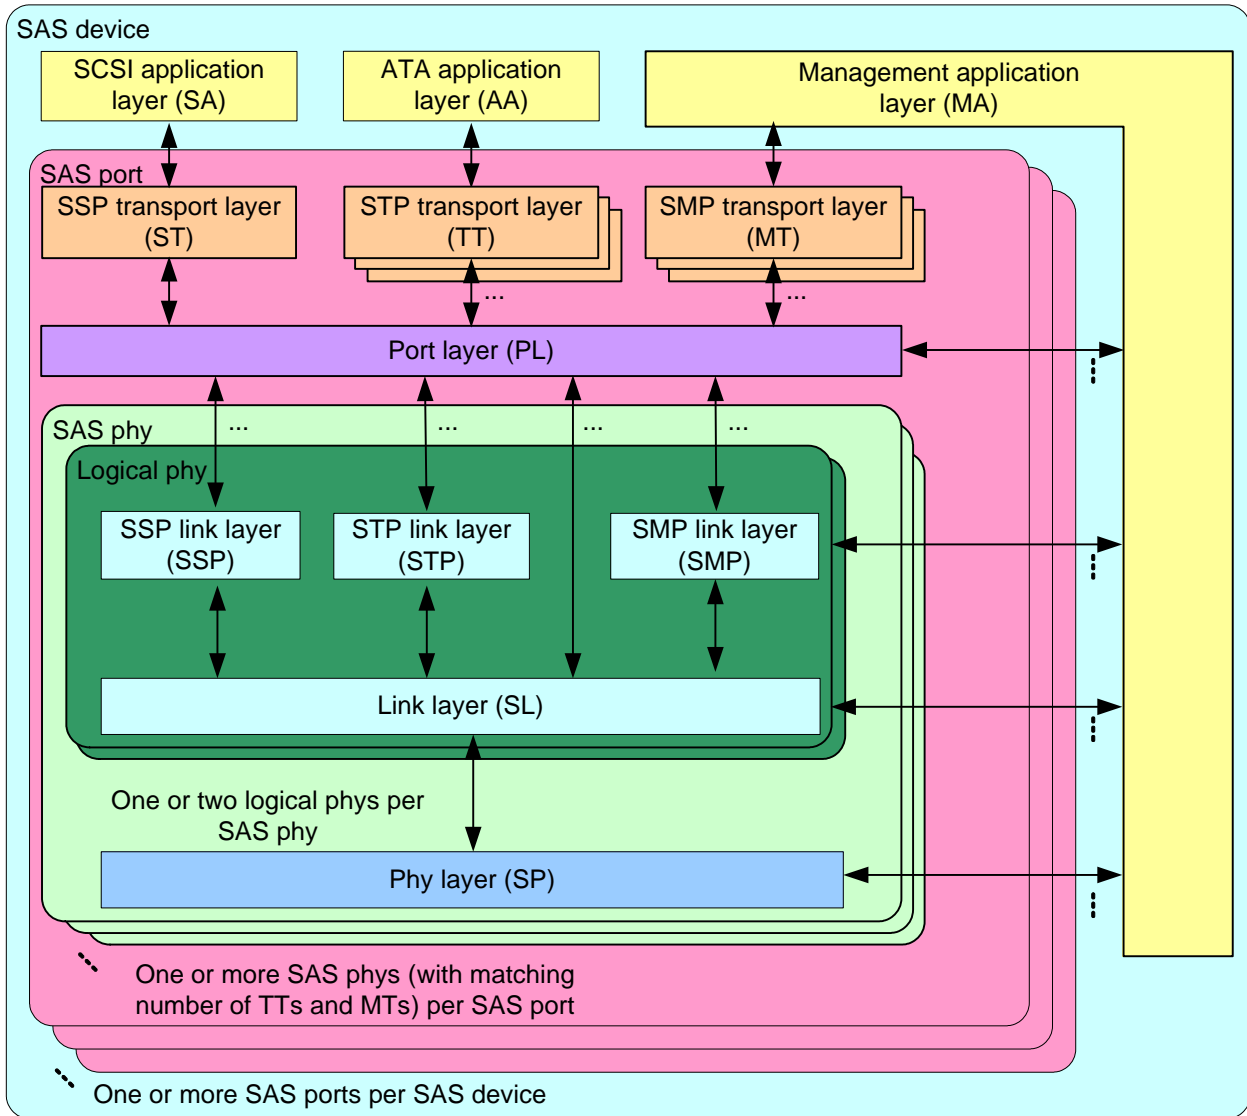 SAS device
SCSI application
layer (SA)
ATA application
layer (AA)
Management application
layer (MA)
SAS port
SSP transport layer
(ST)
STP transport layer
(TT)
SMP transport layer
(MT)
...
...
Port layer (PL)
SAS phy
...
...
...
...
Logical phy
SSP link layer
(SSP)
STP link layer
(STP)
SMP link layer
(SMP)
Link layer (SL)
One or two logical phys per
SAS phy
Phy layer (SP)
One or more SAS phys (with matching
number of TTs and MTs) per SAS port
One or more SAS ports per SAS device